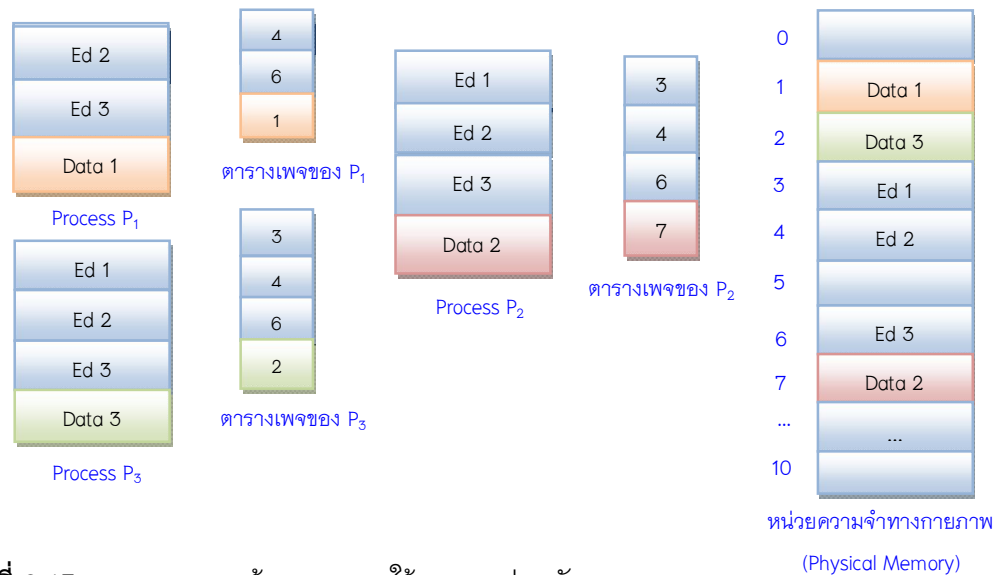 Ed 2
Ed 3
Data 1
Process P₁
4
6
1
ตารางเพจของ P₁
Ed 1
Ed 2
Ed 3
Data 3
Process P₃
3
4
6
2
ตารางเพจของ P₃
Ed 1
Ed 2
Ed 3
Data 2
Process P₂
3
4
6
7
ตารางเพจของ P₂
0
1 Data 1
2 Data 3
3 Ed 1
4 Ed 2
5
6 Ed 3
7 Data 2
... ...
10
หน่วยความจำทางกายภาพ
(Physical Memory)